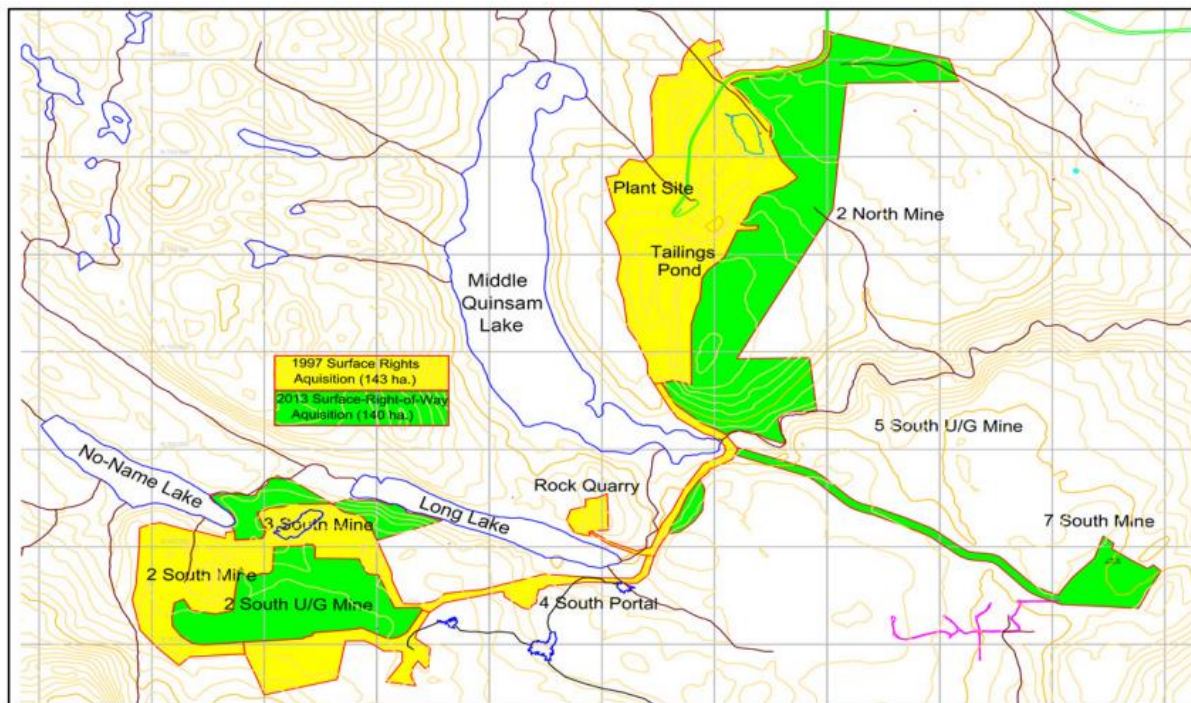 Plant Site
2 North Mine
Tailings
Pond
Middle
Quinsam
Lake
1997 Surface Rights
Aquisition (143 ha.)
2013 Surface-Right-of-Way
Aquisition (140 ha.)
5 South U/G Mine
No-Name Lake
Rock Quarry
Long Lake
3 South Mine
7 South Mine
2 South Mine
2 South U/G Mine
4 South Portal